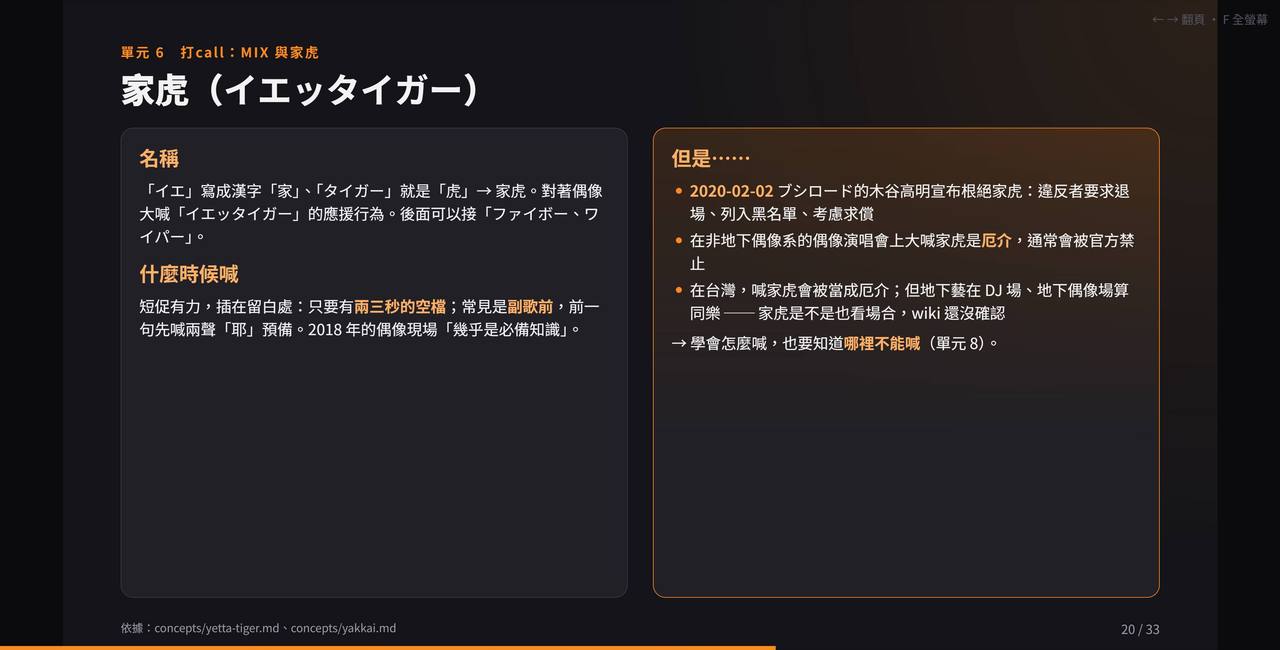 ←→ 翻頁 · F 全螢幕
單元 6　打call：MIX 與家虎
家虎（イエッタイガー）
名稱
「イエ」寫成漢字「家」、「タイガー」就是「虎」→ 家虎。對著偶像
大喊「イエッタイガー」的應援行為。後面可以接「ファイボー、ワ
イパー」。
什麼時候喊
短促有力，插在留白處：只要有兩三秒的空檔；常見是副歌前，前一
句先喊兩聲「耶」預備。2018 年的偶像現場「幾乎是必備知識」。
但是……
• 2020-02-02 ブシロード的木谷高明宣布根絕家虎：違反者要求退
場、列入黑名單、考慮求償
• 在非地下偶像系的偶像演唱會上大喊家虎是厄介，通常會被官方禁
止
• 在台灣，喊家虎會被當成厄介；但地下藝在 DJ 場、地下偶像場算
同樂 —— 家虎是不是也看場合，wiki 還沒確認
→ 學會怎麼喊，也要知道哪裡不能喊（單元 8）。
依據：concepts/yetta-tiger.md、concepts/yakkai.md
20 / 33